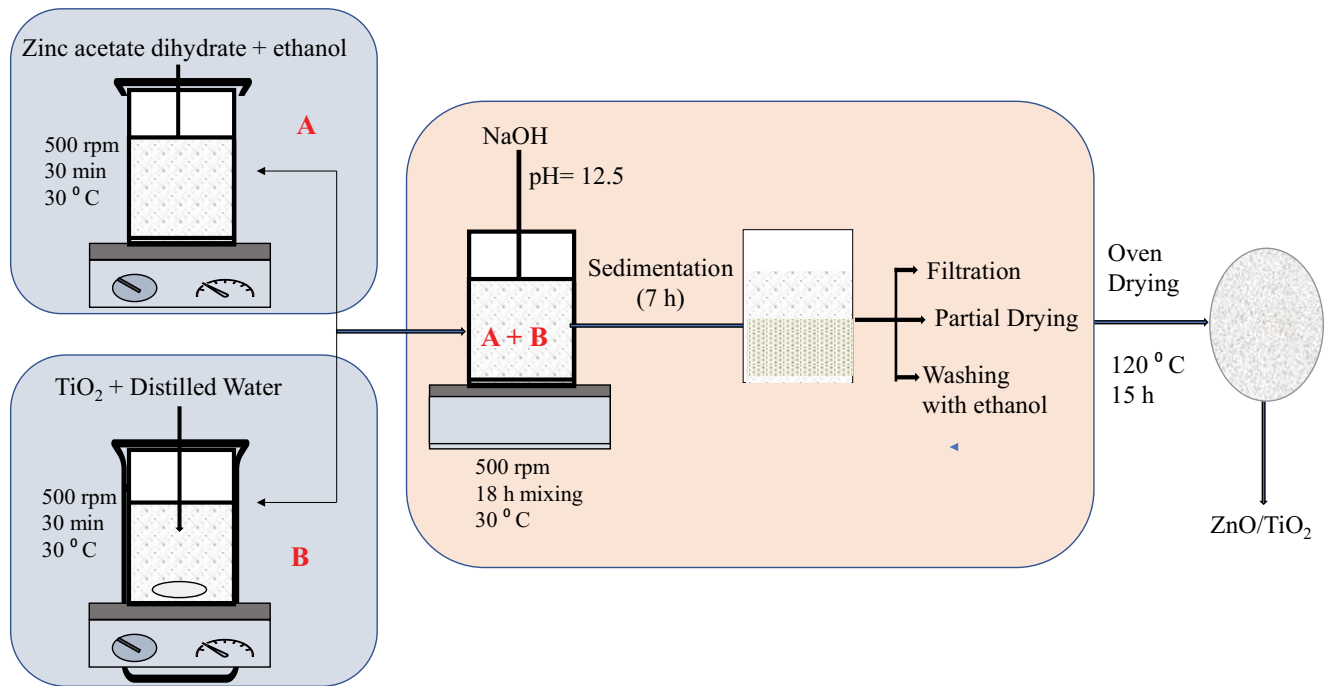 Zinc acetate dihydrate + ethanol
500 rpm
30 min
30 ⁰ C
A
TiO₂ + Distilled Water
500 rpm
30 min
30 ⁰ C
B
NaOH
pH= 12.5
A + B
500 rpm
18 h mixing
30 ⁰ C
Sedimentation
(7 h)
Filtration
Partial Drying
Washing
with ethanol
Oven
Drying
120 ⁰ C
15 h
ZnO/TiO₂